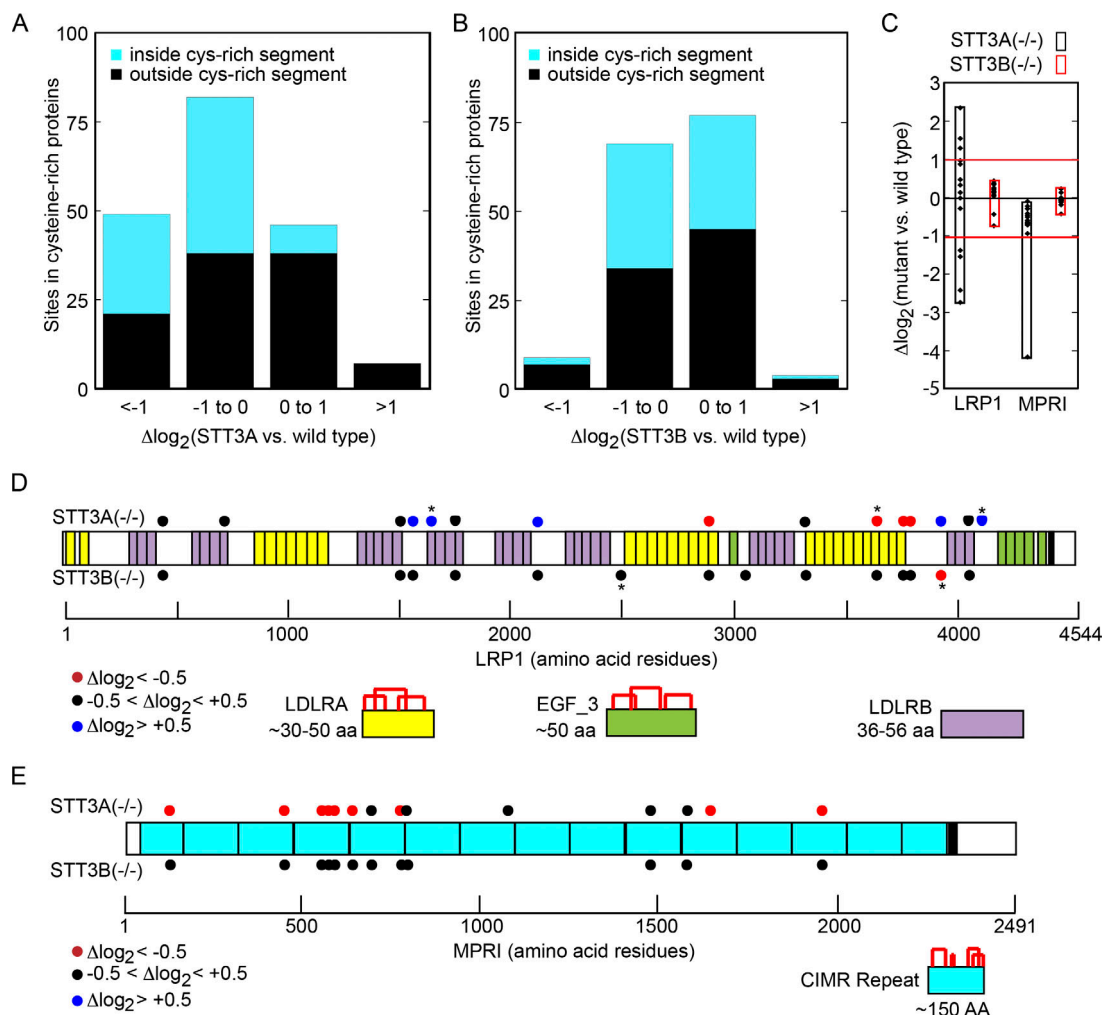 A
100
75
50
25
0
Sites in cysteine-rich proteins
inside cys-rich segment
outside cys-rich segment
<-1
-1 to 0
0 to 1
>1
Δlog2(STT3A vs. wild type)
B
100
75
50
25
0
Sites in cysteine-rich proteins
inside cys-rich segment
outside cys-rich segment
<-1
-1 to 0
0 to 1
>1
Δlog2(STT3B vs. wild type)
C
STT3A(-/-)
STT3B(-/-)
3
2
1
0
-1
-2
-3
-4
-5
Δlog2(mutant vs. wild type)
LRP1
MPRI
D
STT3A(-/-)
*
*
*
STT3B(-/-)
*
*
1
1000
2000
3000
4000
4544
LRP1 (amino acid residues)
Δlog2< -0.5
-0.5 < Δlog2< +0.5
Δlog2> +0.5
LDLRA
~30-50 aa
EGF_3
~50 aa
LDLRB
36-56 aa
E
STT3A(-/-)
STT3B(-/-)
1
500
1000
1500
2000
2491
MPRI (amino acid residues)
Δlog2< -0.5
-0.5 < Δlog2< +0.5
Δlog2> +0.5
CIMR Repeat
~150 AA